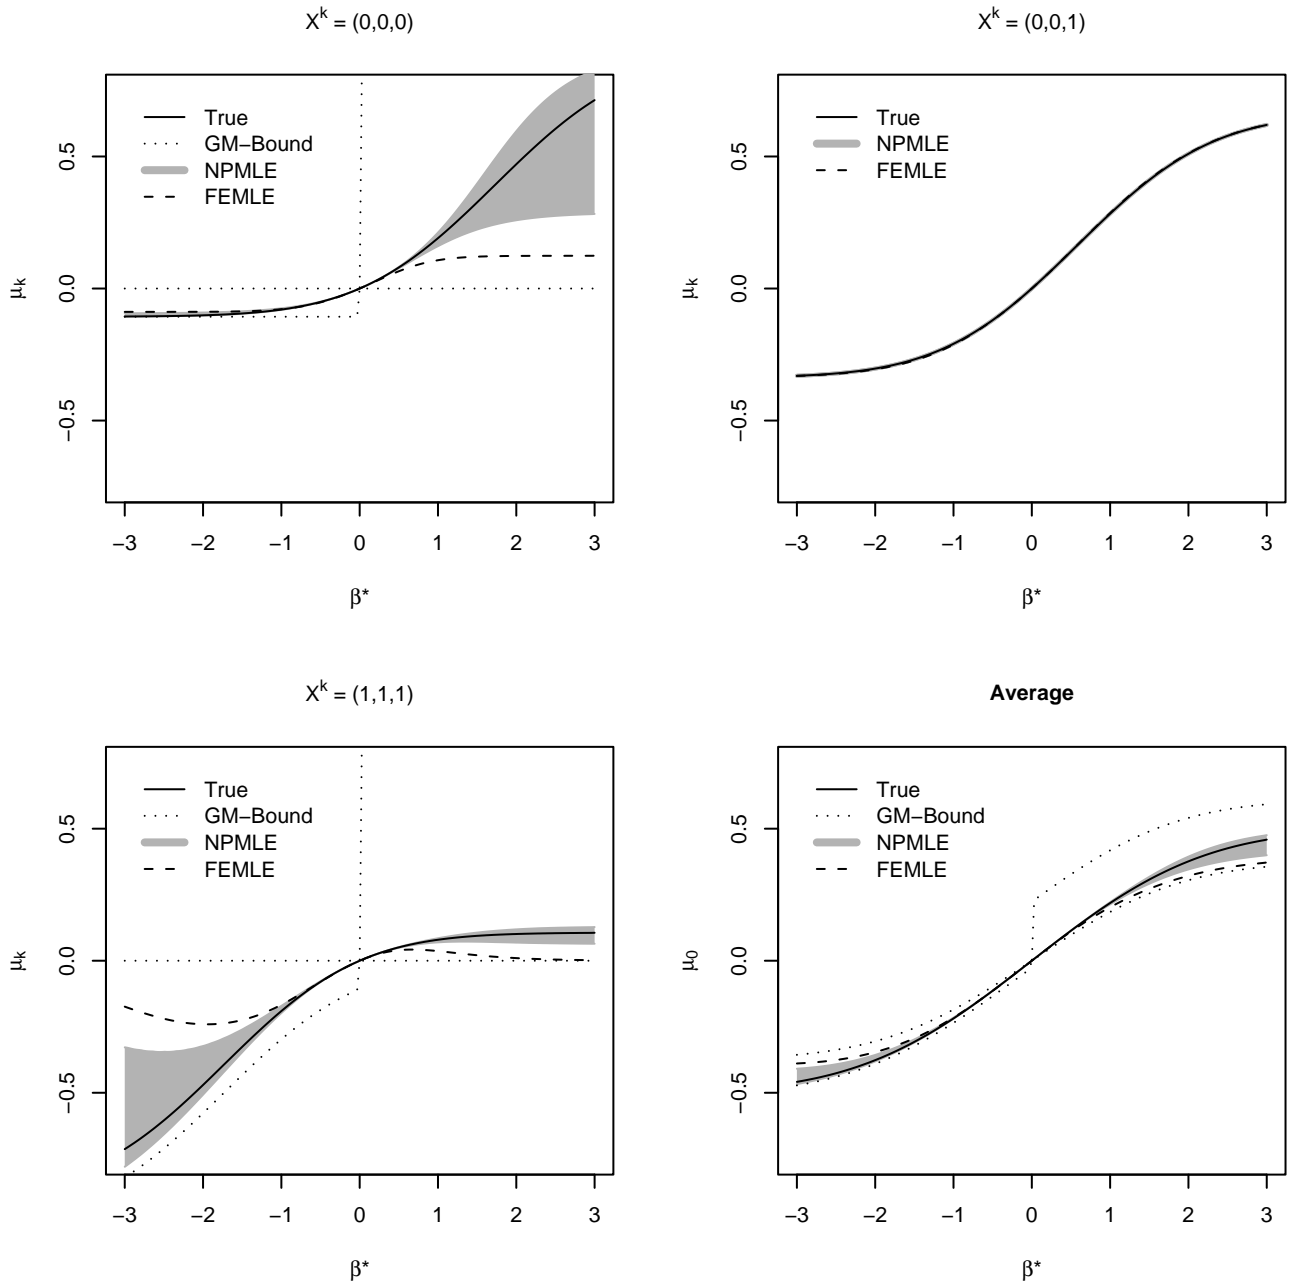 X^k = (0,0,0)
True
GM−Bound
NPMLE
FEMLE
μ_k
0.5
0.0
−0.5
−3 −2 −1 0 1 2 3
β*
X^k = (0,0,1)
True
NPMLE
FEMLE
μ_k
0.5
0.0
−0.5
−3 −2 −1 0 1 2 3
β*
X^k = (1,1,1)
True
GM−Bound
NPMLE
FEMLE
μ_k
0.5
0.0
−0.5
−3 −2 −1 0 1 2 3
β*
Average
True
GM−Bound
NPMLE
FEMLE
μ_0
0.5
0.0
−0.5
−3 −2 −1 0 1 2 3
β*